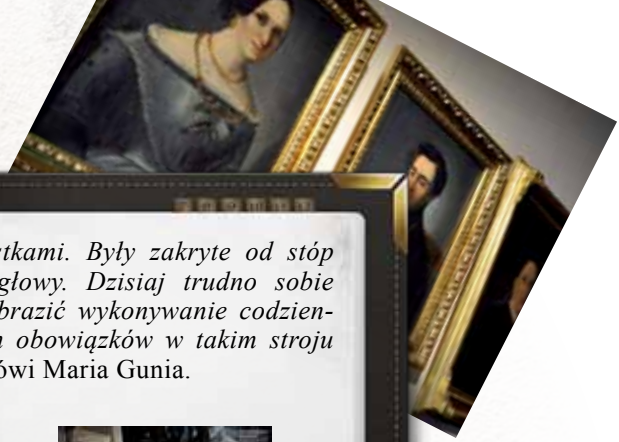 tkami. Były zakryte od stóp
głowy. Dzisiaj trudno sobie
brazić wykonywanie codzien-
obowiązków w takim stroju
ówi Maria Gunia.